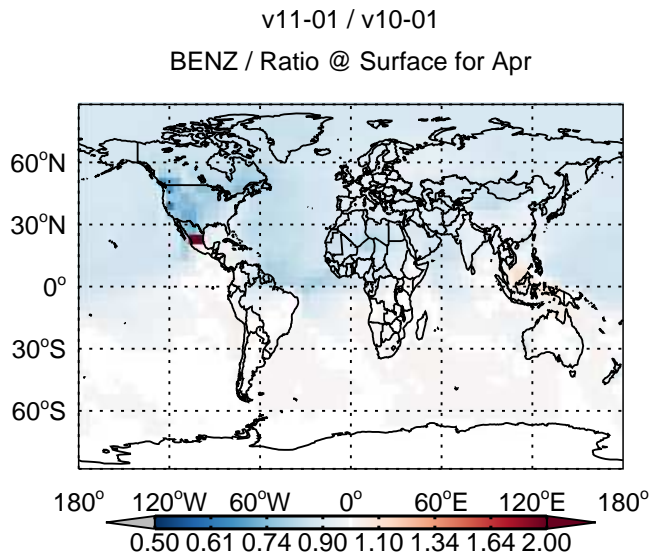 v11-01 / v10-01
BENZ / Ratio @ Surface for Apr
60°N
30°N
0°
30°S
60°S
180° 120°W 60°W 0° 60°E 120°E 180°
0.50 0.61 0.74 0.90 1.10 1.34 1.64 2.00